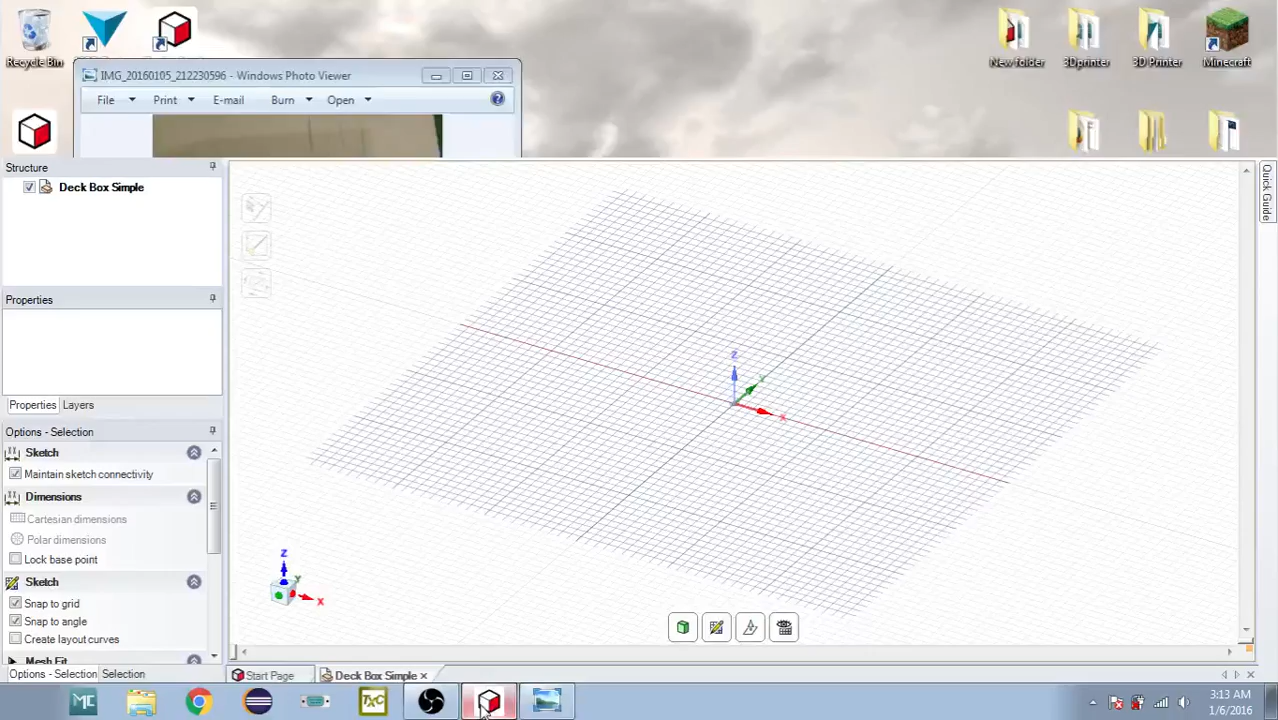 Recycle Bin
New folder
3Dprinter
3D Printer
Minecraft
IMG_20160105_212230596 - Windows Photo Viewer
File Print E-mail Burn Open
Structure
Deck Box Simple
Quick Guide
Properties
Z
Y
X
Properties Layers
Options - Selection
Sketch
Maintain sketch connectivity
Dimensions
Cartesian dimensions
Polar dimensions
Lock base point
Sketch
Snap to grid
Snap to angle
Create layout curves
Mesh Fit
Z
Y
X
Options - Selection Selection
Start Page Deck Box Simple
3:13 AM
1/6/2016